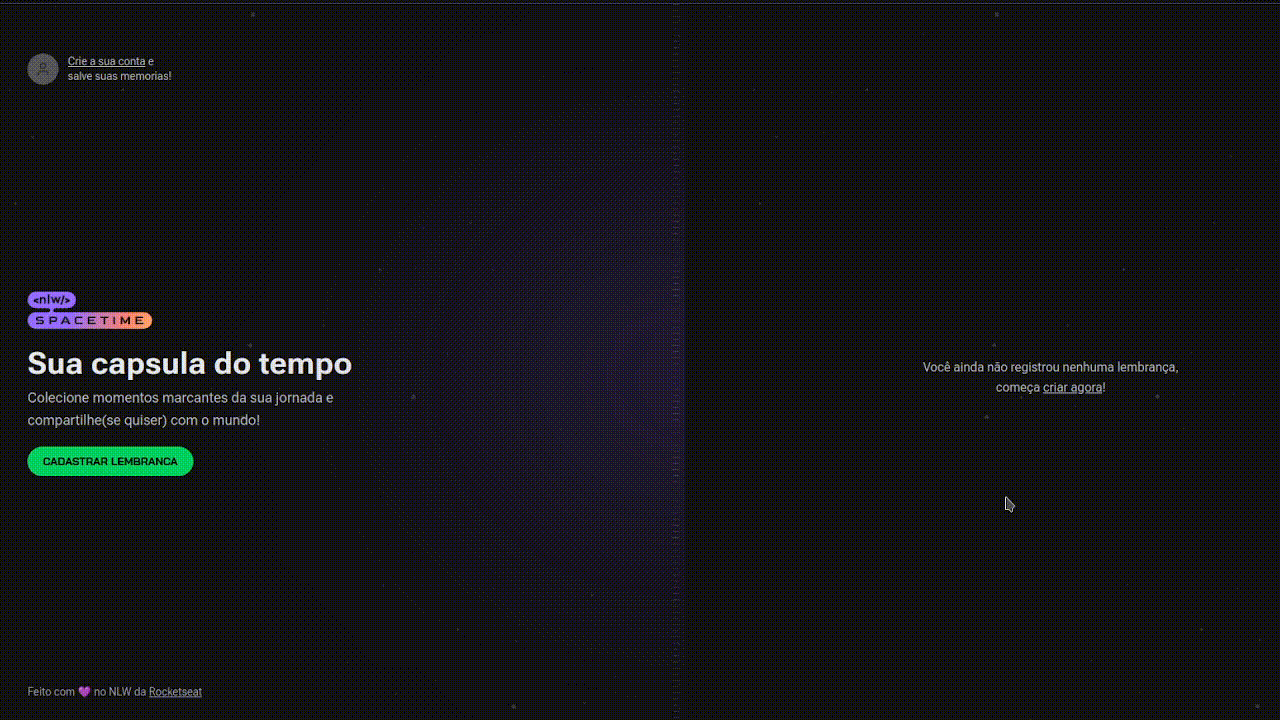 Crie a sua conta e
salve suas memorias!
<nlw/>
SPACETIME
Sua capsula do tempo
Colecione momentos marcantes da sua jornada e
compartilhe(se quiser) com o mundo!
CADASTRAR LEMBRANCA
Você ainda não registrou nenhuma lembrança,
começa criar agora!
Feito com 💜 no NLW da Rocketseat